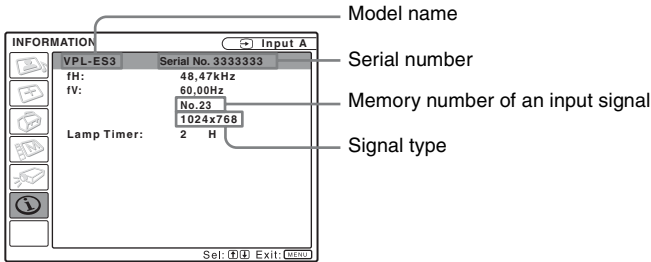 Model name
INFORMATION Input A
VPL-ES3 Serial No. 3333333
Serial number
fH: 48,47kHz
fV: 60,00Hz
No.23
Memory number of an input signal
1024x768
Lamp Timer: 2 H
Signal type
Sel: Exit: MENU